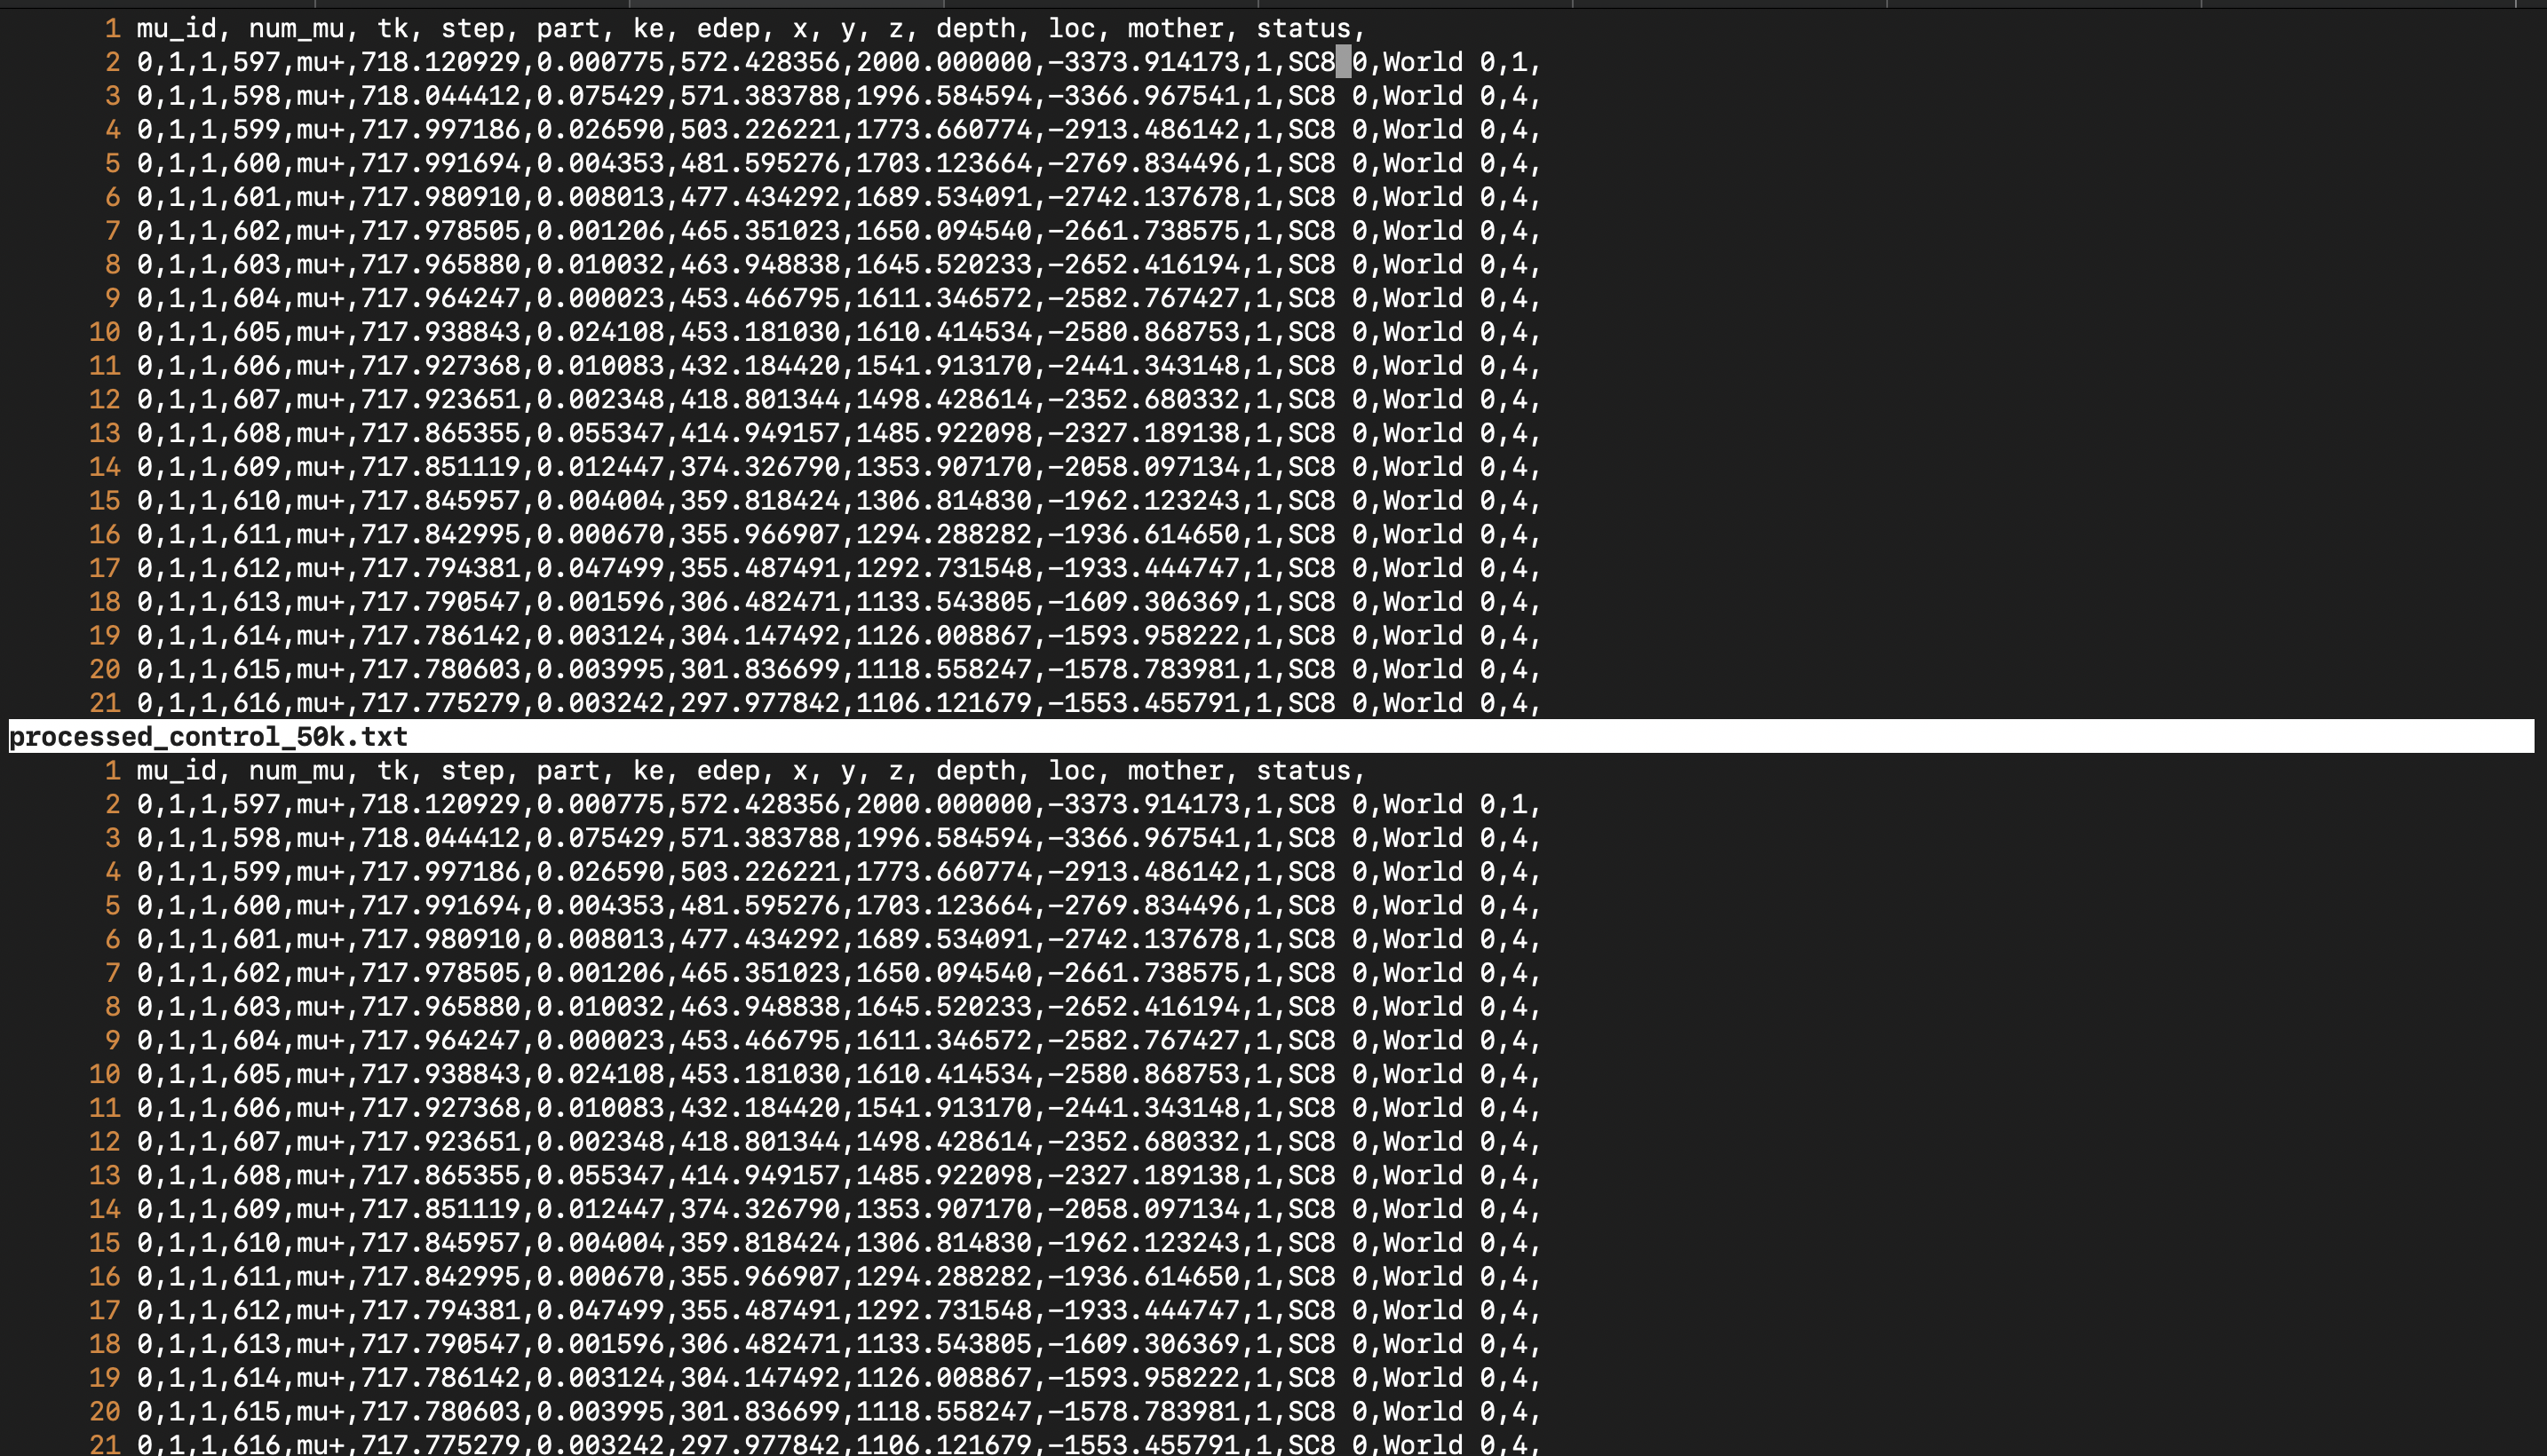 1 mu_id, num_mu, tk, step, part, ke, edep, x, y, z, depth, loc, mother, status,
2 0,1,1,597,mu+,718.120929,0.000775,572.428356,2000.000000,-3373.914173,1,SC8 0,World 0,1,
3 0,1,1,598,mu+,718.044412,0.075429,571.383788,1996.584594,-3366.967541,1,SC8 0,World 0,4,
4 0,1,1,599,mu+,717.997186,0.026590,503.226221,1773.660774,-2913.486142,1,SC8 0,World 0,4,
5 0,1,1,600,mu+,717.991694,0.004353,481.595276,1703.123664,-2769.834496,1,SC8 0,World 0,4,
6 0,1,1,601,mu+,717.980910,0.008013,477.434292,1689.534091,-2742.137678,1,SC8 0,World 0,4,
7 0,1,1,602,mu+,717.978505,0.001206,465.351023,1650.094540,-2661.738575,1,SC8 0,World 0,4,
8 0,1,1,603,mu+,717.965880,0.010032,463.948838,1645.520233,-2652.416194,1,SC8 0,World 0,4,
9 0,1,1,604,mu+,717.964247,0.000023,453.466795,1611.346572,-2582.767427,1,SC8 0,World 0,4,
10 0,1,1,605,mu+,717.938843,0.024108,453.181030,1610.414534,-2580.868753,1,SC8 0,World 0,4,
11 0,1,1,606,mu+,717.927368,0.010083,432.184420,1541.913170,-2441.343148,1,SC8 0,World 0,4,
12 0,1,1,607,mu+,717.923651,0.002348,418.801344,1498.428614,-2352.680332,1,SC8 0,World 0,4,
13 0,1,1,608,mu+,717.865355,0.055347,414.949157,1485.922098,-2327.189138,1,SC8 0,World 0,4,
14 0,1,1,609,mu+,717.851119,0.012447,374.326790,1353.907170,-2058.097134,1,SC8 0,World 0,4,
15 0,1,1,610,mu+,717.845957,0.004004,359.818424,1306.814830,-1962.123243,1,SC8 0,World 0,4,
16 0,1,1,611,mu+,717.842995,0.000670,355.966907,1294.288282,-1936.614650,1,SC8 0,World 0,4,
17 0,1,1,612,mu+,717.794381,0.047499,355.487491,1292.731548,-1933.444747,1,SC8 0,World 0,4,
18 0,1,1,613,mu+,717.790547,0.001596,306.482471,1133.543805,-1609.306369,1,SC8 0,World 0,4,
19 0,1,1,614,mu+,717.786142,0.003124,304.147492,1126.008867,-1593.958222,1,SC8 0,World 0,4,
20 0,1,1,615,mu+,717.780603,0.003995,301.836699,1118.558247,-1578.783981,1,SC8 0,World 0,4,
21 0,1,1,616,mu+,717.775279,0.003242,297.977842,1106.121679,-1553.455791,1,SC8 0,World 0,4,
processed_control_50k.txt
1 mu_id, num_mu, tk, step, part, ke, edep, x, y, z, depth, loc, mother, status,
2 0,1,1,597,mu+,718.120929,0.000775,572.428356,2000.000000,-3373.914173,1,SC8 0,World 0,1,
3 0,1,1,598,mu+,718.044412,0.075429,571.383788,1996.584594,-3366.967541,1,SC8 0,World 0,4,
4 0,1,1,599,mu+,717.997186,0.026590,503.226221,1773.660774,-2913.486142,1,SC8 0,World 0,4,
5 0,1,1,600,mu+,717.991694,0.004353,481.595276,1703.123664,-2769.834496,1,SC8 0,World 0,4,
6 0,1,1,601,mu+,717.980910,0.008013,477.434292,1689.534091,-2742.137678,1,SC8 0,World 0,4,
7 0,1,1,602,mu+,717.978505,0.001206,465.351023,1650.094540,-2661.738575,1,SC8 0,World 0,4,
8 0,1,1,603,mu+,717.965880,0.010032,463.948838,1645.520233,-2652.416194,1,SC8 0,World 0,4,
9 0,1,1,604,mu+,717.964247,0.000023,453.466795,1611.346572,-2582.767427,1,SC8 0,World 0,4,
10 0,1,1,605,mu+,717.938843,0.024108,453.181030,1610.414534,-2580.868753,1,SC8 0,World 0,4,
11 0,1,1,606,mu+,717.927368,0.010083,432.184420,1541.913170,-2441.343148,1,SC8 0,World 0,4,
12 0,1,1,607,mu+,717.923651,0.002348,418.801344,1498.428614,-2352.680332,1,SC8 0,World 0,4,
13 0,1,1,608,mu+,717.865355,0.055347,414.949157,1485.922098,-2327.189138,1,SC8 0,World 0,4,
14 0,1,1,609,mu+,717.851119,0.012447,374.326790,1353.907170,-2058.097134,1,SC8 0,World 0,4,
15 0,1,1,610,mu+,717.845957,0.004004,359.818424,1306.814830,-1962.123243,1,SC8 0,World 0,4,
16 0,1,1,611,mu+,717.842995,0.000670,355.966907,1294.288282,-1936.614650,1,SC8 0,World 0,4,
17 0,1,1,612,mu+,717.794381,0.047499,355.487491,1292.731548,-1933.444747,1,SC8 0,World 0,4,
18 0,1,1,613,mu+,717.790547,0.001596,306.482471,1133.543805,-1609.306369,1,SC8 0,World 0,4,
19 0,1,1,614,mu+,717.786142,0.003124,304.147492,1126.008867,-1593.958222,1,SC8 0,World 0,4,
20 0,1,1,615,mu+,717.780603,0.003995,301.836699,1118.558247,-1578.783981,1,SC8 0,World 0,4,
21 0,1,1,616,mu+,717.775279,0.003242,297.977842,1106.121679,-1553.455791,1,SC8 0,World 0,4,